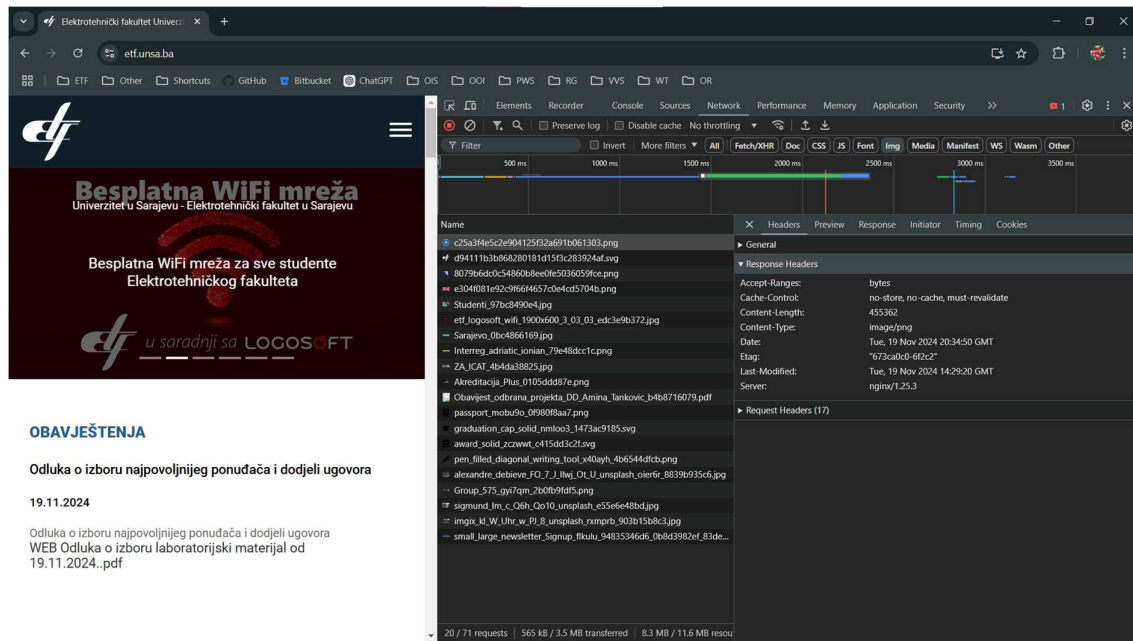 Elektrotehnički fakultet Univerz
etf.unsa.ba
ETF Other Shortcuts GitHub Bitbucket ChatGPT OIS OOI PWS RG VVS WT OR
Besplatna WiFi mreža
Univerzitet u Sarajevu - Elektrotehnički fakultet u Sarajevu
Besplatna WiFi mreža za sve studente
Elektrotehničkog fakulteta
u saradnji sa LOGOSOFT
OBAVJEŠTENJA
Odluka o izboru najpovoljnijeg ponuđača i dodjeli ugovora
19.11.2024
Odluka o izboru najpovoljnijeg ponuđača i dodjeli ugovora
WEB Odluka o izboru laboratorijski materijal od
19.11.2024..pdf
Elements Recorder Console Sources Network Performance Memory Application Security 1
Preserve log Disable cache No throttling
Filter Invert More filters All Fetch/XHR Doc CSS JS Font Img Media Manifest WS Wasm Other
500 ms 1000 ms 1500 ms 2000 ms 2500 ms 3000 ms 3500 ms
Name
c25a3f4e5c2e904125f32a691b061303.png
d94111b3b868280181d15f3c283924af.svg
8079b6dc0c54860b8ee0fe5036059fce.png
e304f081e92c9f66f4657c0e4cd5704b.png
Studenti_97bc8490e4.jpg
etf_logosoft_wifi_1900x600_3_03_03_edc3e9b372.jpg
Sarajevo_0bc4866169.jpg
Interreg_adriatic_ionian_79e48dcc1c.png
ZA_ICAT_4b4da38825.jpg
Akreditacija_Plus_0105ddd87e.png
Obavijest_odbrana_projekta_DD_Amina_Tankovic_b4b8716079.pdf
passport_mobu9o_0f980f8aa7.png
graduation_cap_solid_nmloo3_1473ac9185.svg
award_solid_zczwwt_c415dd3c2f.svg
pen_filled_diagonal_writing_tool_x40ayh_4b6544dfcb.png
alexandre_debieve_FO_7_J_Ilwj_Ot_U_unsplash_oier6r_8839b935c6.jpg
Group_575_gyi7qm_2b0fb9fdf5.png
sigmund_Im_c_Q6h_Qo10_unsplash_e55e6e48bd.jpg
imgix_kl_W_Uhr_w_PJ_8_unsplash_rxmprb_903b15b8c3.jpg
small_large_newsletter_Signup_flkulu_94835346d6_0b8d3982ef_83de...
20 / 71 requests 565 kB / 3.5 MB transferred 8.3 MB / 11.6 MB resou
Headers Preview Response Initiator Timing Cookies
General
Response Headers
Accept-Ranges: bytes
Cache-Control: no-store, no-cache, must-revalidate
Content-Length: 455362
Content-Type: image/png
Date: Tue, 19 Nov 2024 20:34:50 GMT
Etag: "673ca0c0-6f2c2"
Last-Modified: Tue, 19 Nov 2024 14:29:20 GMT
Server: nginx/1.25.3
Request Headers (17)